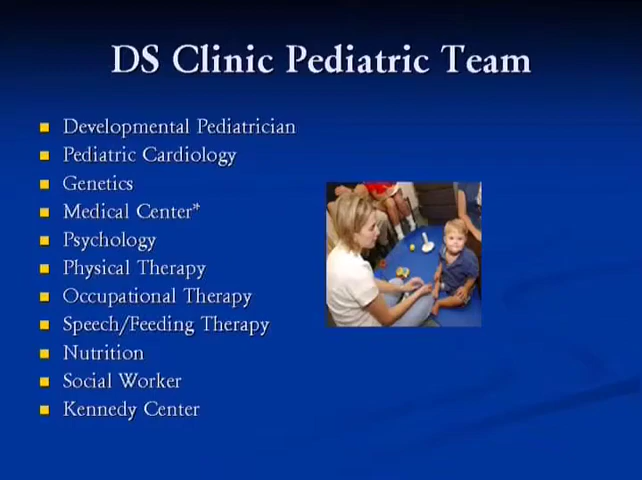 DS Clinic Pediatric Team
Developmental Pediatrician
Pediatric Cardiology
Genetics
Medical Center*
Psychology
Physical Therapy
Occupational Therapy
Speech/Feeding Therapy
Nutrition
Social Worker
Kennedy Center